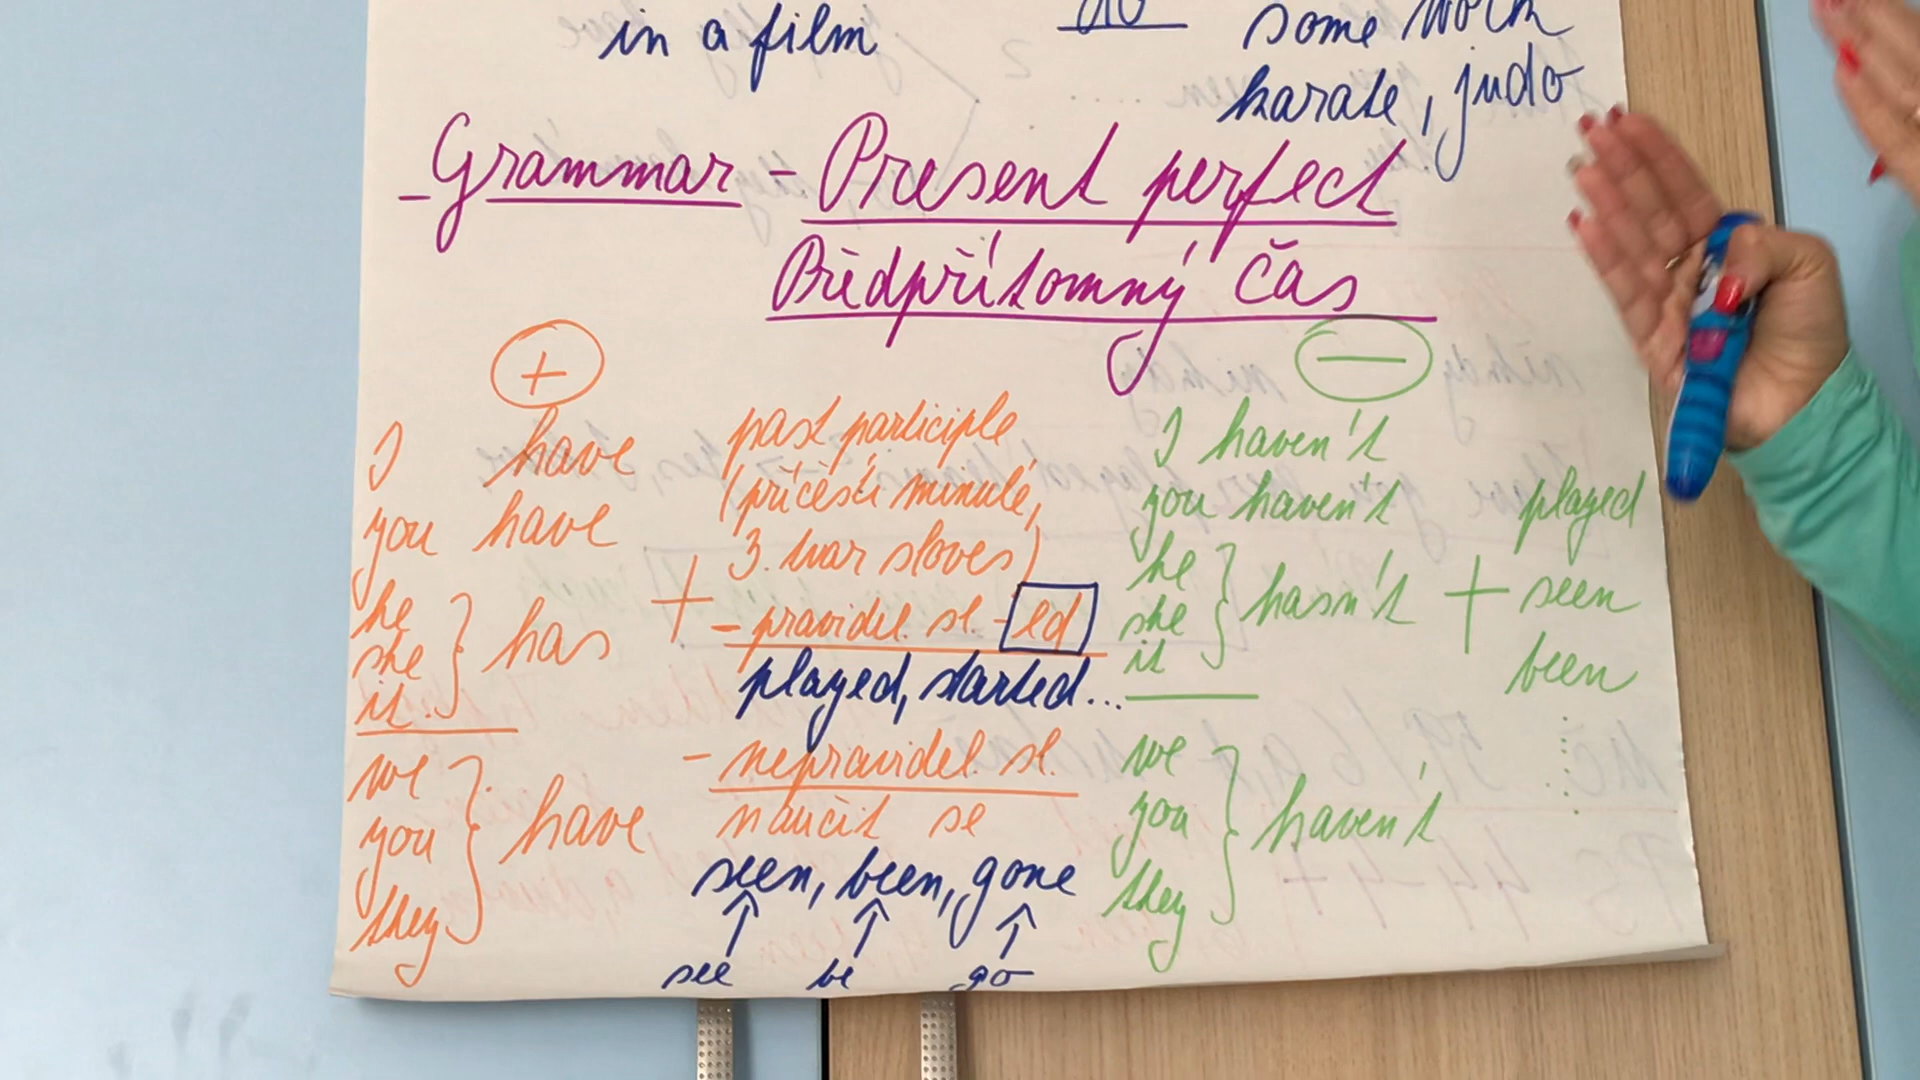 in a film
do
some work
karate, judo
- Grammar - Present perfect
Předpřítomný čas
+
I have
you have
he
she
it
has
we
you
they
have
+
past participle
(příčestí minulé,
3. tvar sloves)
- pravidel. sl. -ed
played, started...
- nepravidel. sl.
naučit se
seen, been, gone
see be go
-
I haven't
you haven't
he
she
it
hasn't
we
you
they
haven't
+
played
seen
been